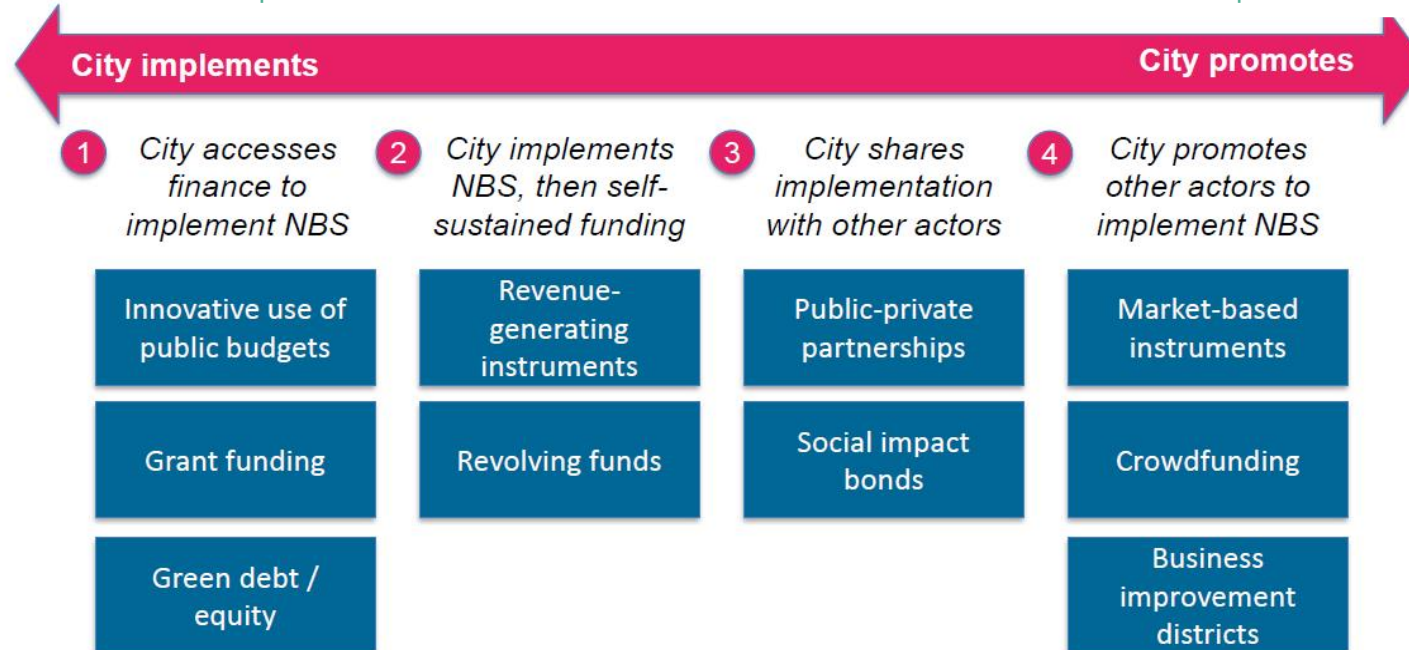 City implements
City promotes
1
City accesses
finance to
implement NBS
2
City implements
NBS, then self-
sustained funding
3
City shares
implementation
with other actors
4
City promotes
other actors to
implement NBS
Innovative use of
public budgets
Revenue-
generating
instruments
Public-private
partnerships
Market-based
instruments
Grant funding
Revolving funds
Social impact
bonds
Crowdfunding
Green debt /
equity
Business
improvement
districts